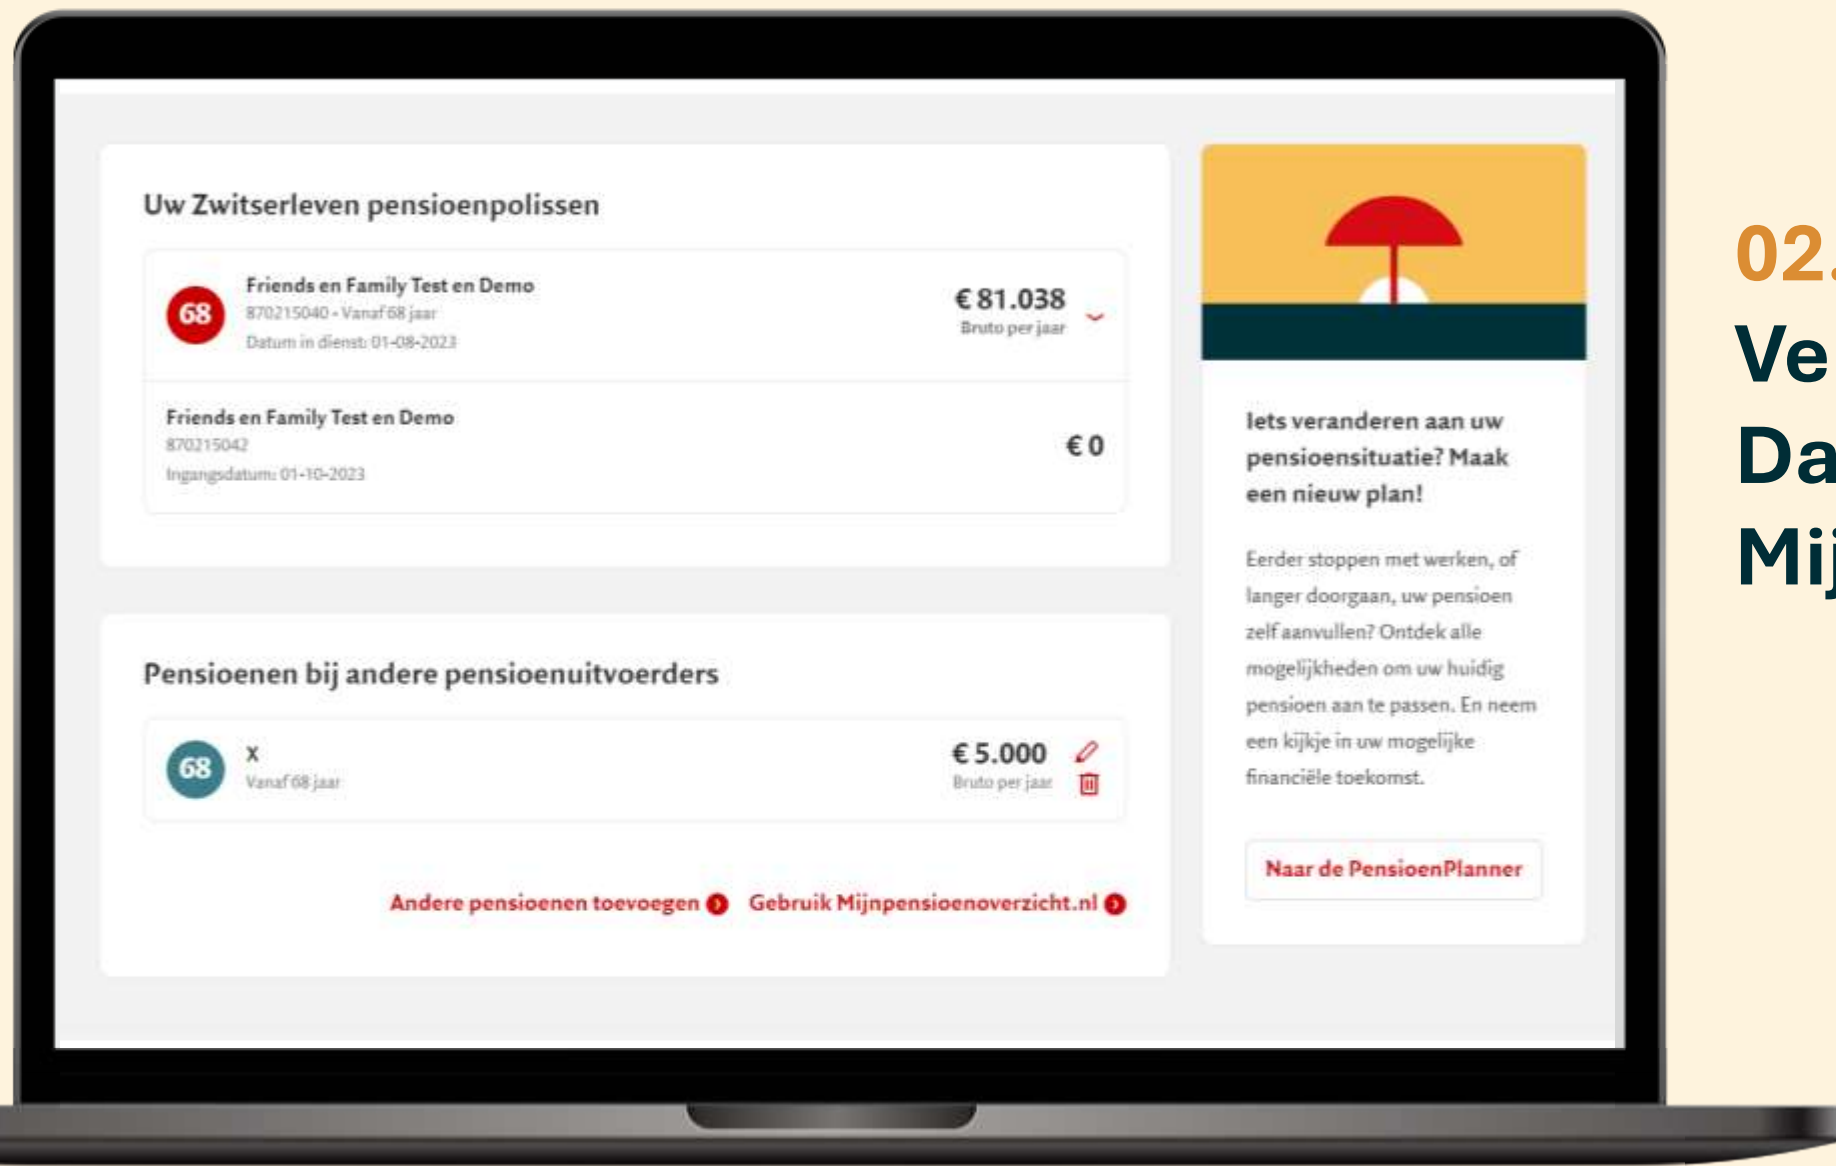 Uw Zwitserleven pensioenpolissen
68
Friends en Family Test en Demo
870215040 • Vanaf 68 jaar
Datum in dienst: 01-08-2023
€ 81.038
Bruto per jaar
Friends en Family Test en Demo
870215042
Ingangsdatum: 01-10-2023
€ 0
Pensioenen bij andere pensioenuitvoerders
68
X
Vanaf 68 jaar
€ 5.000
Bruto per jaar
Andere pensioenen toevoegen
Gebruik Mijnpensioenoverzicht.nl
Iets veranderen aan uw
pensioensituatie? Maak
een nieuw plan!
Eerder stoppen met werken, of
langer doorgaan, uw pensioen
zelf aanvullen? Ontdek alle
mogelijkheden om uw huidig
pensioen aan te passen. En neem
een kijkje in uw mogelijke
financiële toekomst.
Naar de PensioenPlanner
02.
Ve
Da
Mij